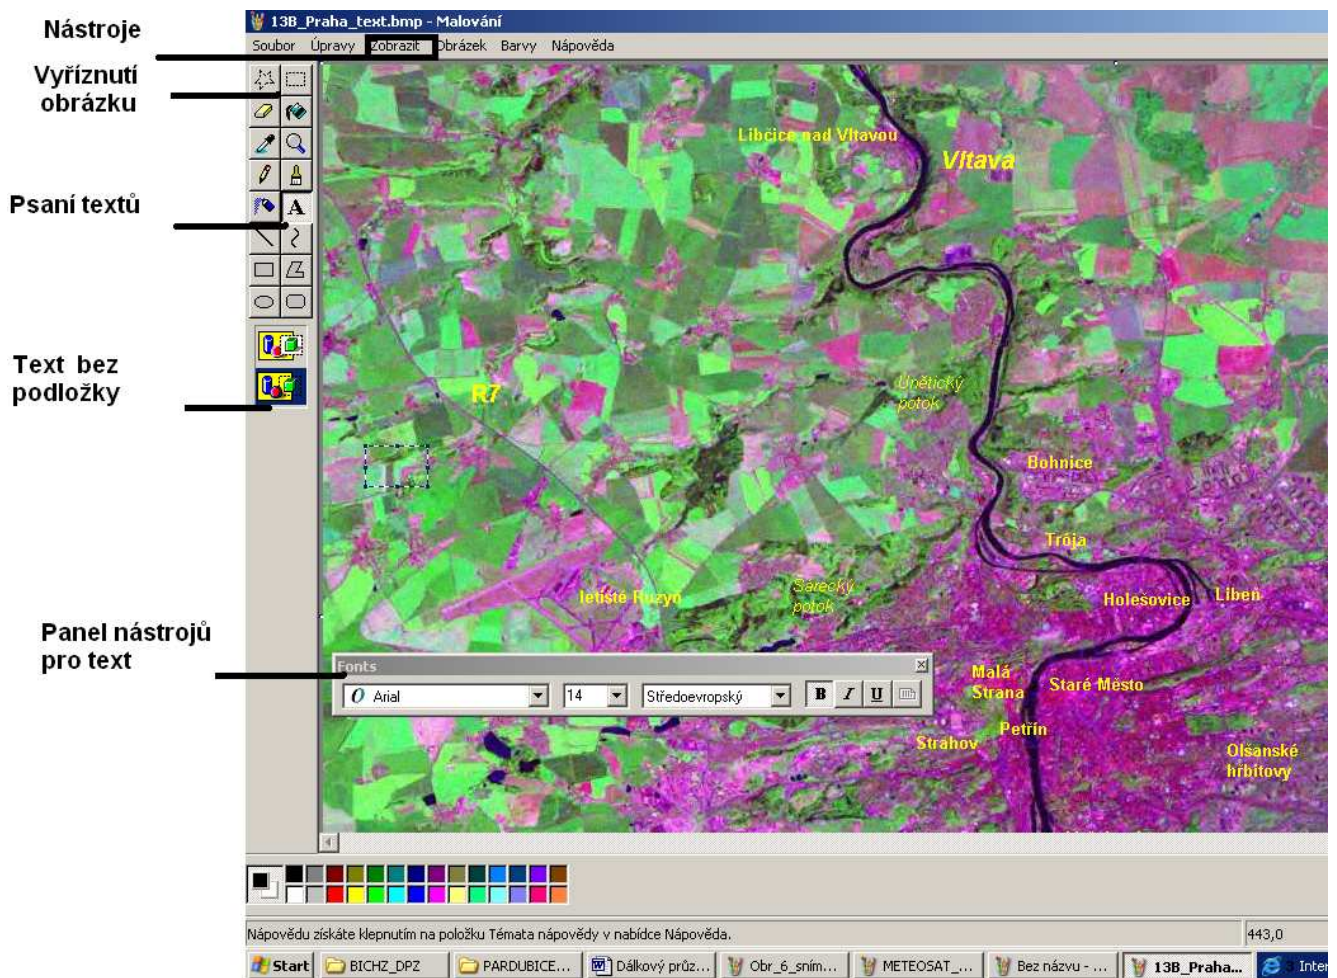 Nástroje
Vyříznutí
obrázku
Psaní textů
Text bez
podložky
Panel nástrojů
pro text
13B_Praha_text.bmp - Malování
Soubor Úpravy Zobrazit Obrázek Barvy Nápověda
A
Libčice nad Vltavou
Vltava
R7
Únětický
potok
Bohnice
Trója
letiště Ruzyň
Šárecký
potok
Holešovice
Libeň
Fonts
O Arial 14 Středoevropský B I U
Malá
Strana
Staré Město
Petřín
Strahov
Olšanské
hřbitovy
Nápovědu získáte klepnutím na položku Témata nápovědy v nabídce Nápověda.
443,0
Start BICHZ_DPZ PARDUBICE... Dálkový průz... Obr_6_sním... METEOSAT_... Bez názvu - ... 13B_Praha... 3 Inter